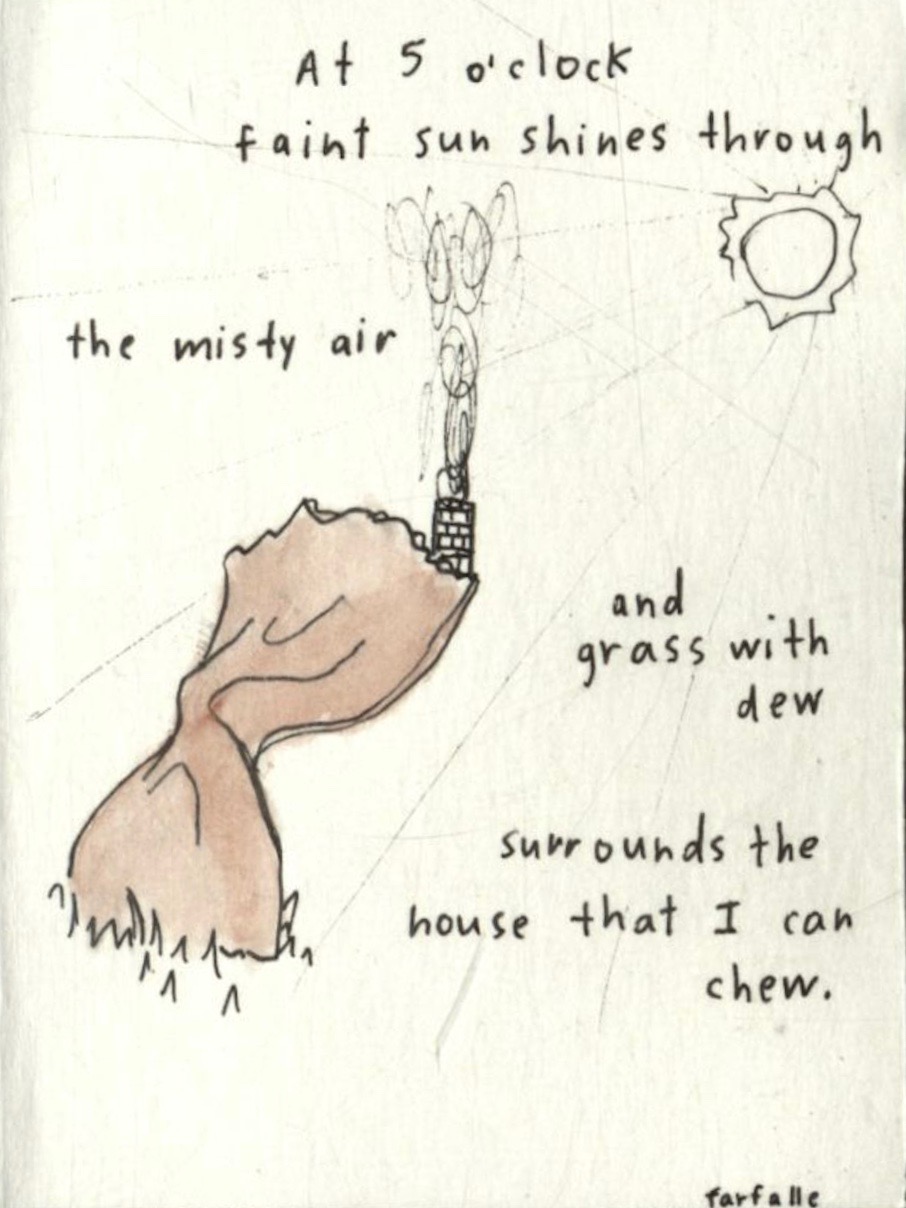 At 5 o'clock
faint sun shines through
the misty air
and
grass with
dew
surrounds the
house that I can
chew.
farfalle